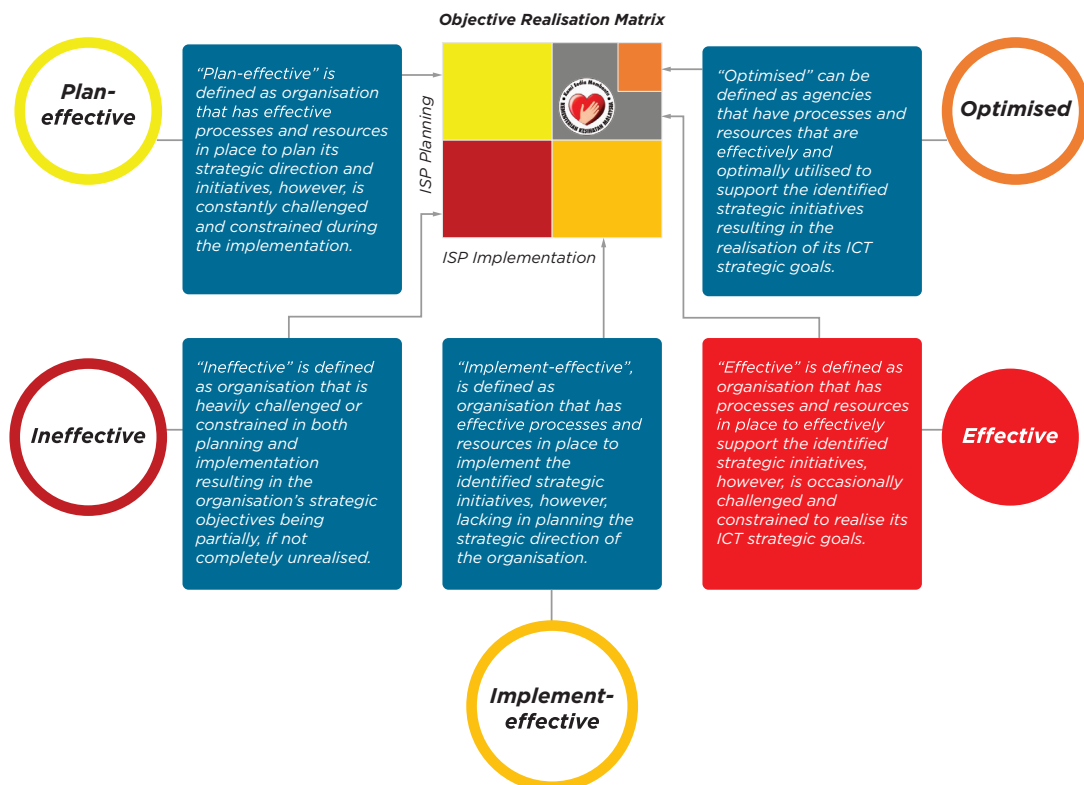 Objective Realisation Matrix
Plan-
effective
“Plan-effective” is
defined as organisation
that has effective
processes and resources
in place to plan its
strategic direction and
initiatives, however, is
constantly challenged
and constrained during
the implementation.
ISP Planning
ISP Implementation
Kami Sedia Membantu
KEMENTERIAN KESIHATAN MALAYSIA
“Optimised” can be
defined as agencies
that have processes and
resources that are
effectively and
optimally utilised to
support the identified
strategic initiatives
resulting in the
realisation of its ICT
strategic goals.
Optimised
Ineffective
“Ineffective” is defined
as organisation that is
heavily challenged or
constrained in both
planning and
implementation
resulting in the
organisation’s strategic
objectives being
partially, if not
completely unrealised.
“Implement-effective”,
is defined as
organisation that has
effective processes and
resources in place to
implement the
identified strategic
initiatives, however,
lacking in planning the
strategic direction of
the organisation.
“Effective” is defined as
organisation that has
processes and resources
in place to effectively
support the identified
strategic initiatives,
however, is occasionally
challenged and
constrained to realise its
ICT strategic goals.
Effective
Implement-
effective